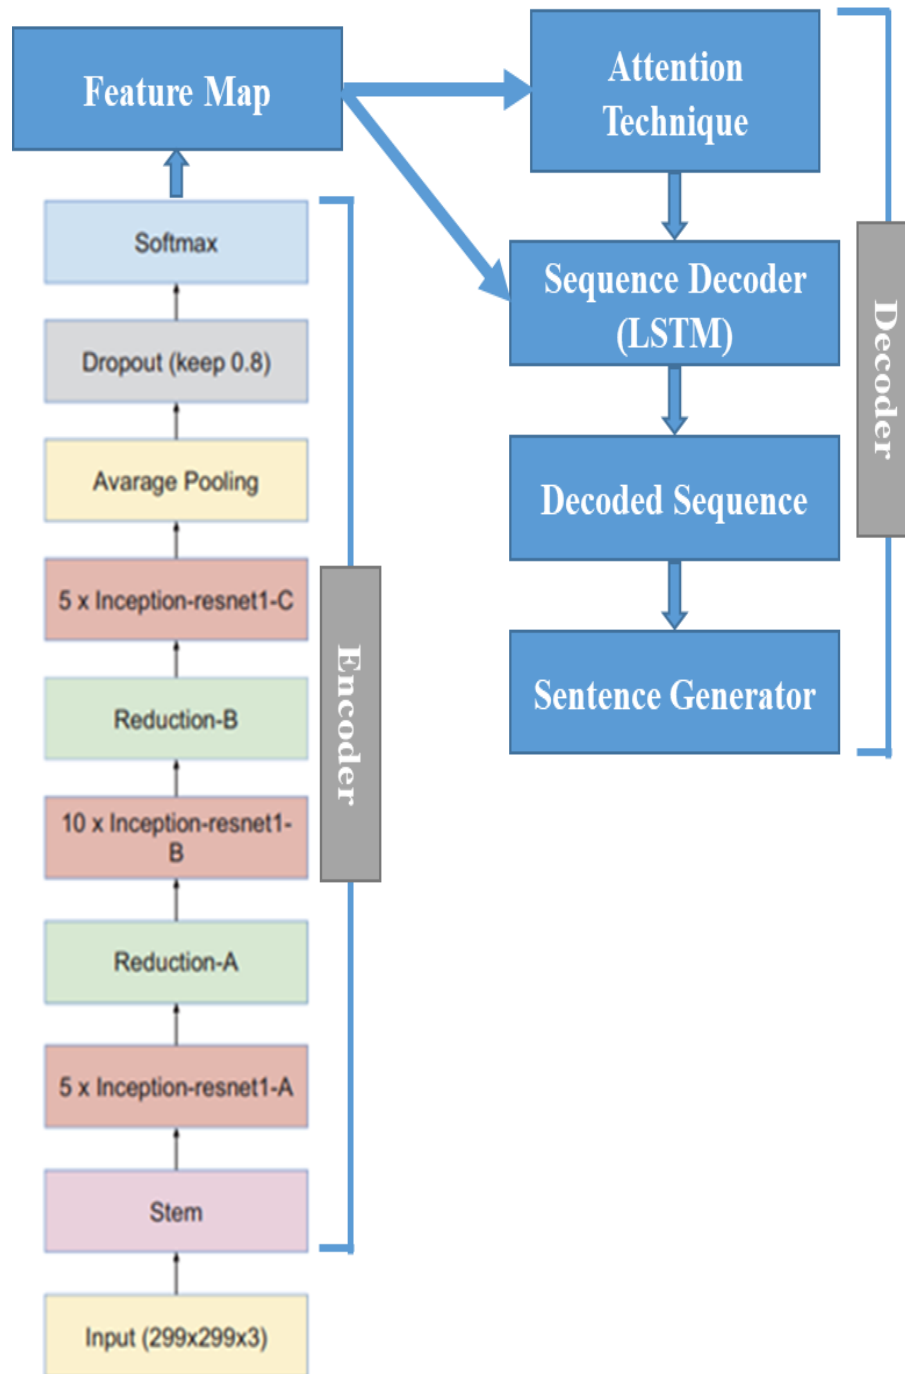 Feature Map
Softmax
Dropout (keep 0.8)
Avarage Pooling
5 x Inception-resnet1-C
Reduction-B
10 x Inception-resnet1-
B
Reduction-A
5 x Inception-resnet1-A
Stem
Input (299x299x3)
Encoder
Attention
Technique
Sequence Decoder
(LSTM)
Decoded Sequence
Sentence Generator
Decoder